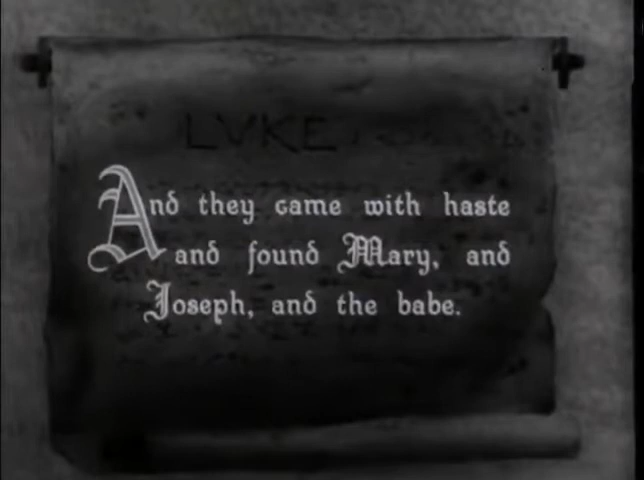 LVKE
And they came with haste
and found Mary, and
Joseph, and the babe.